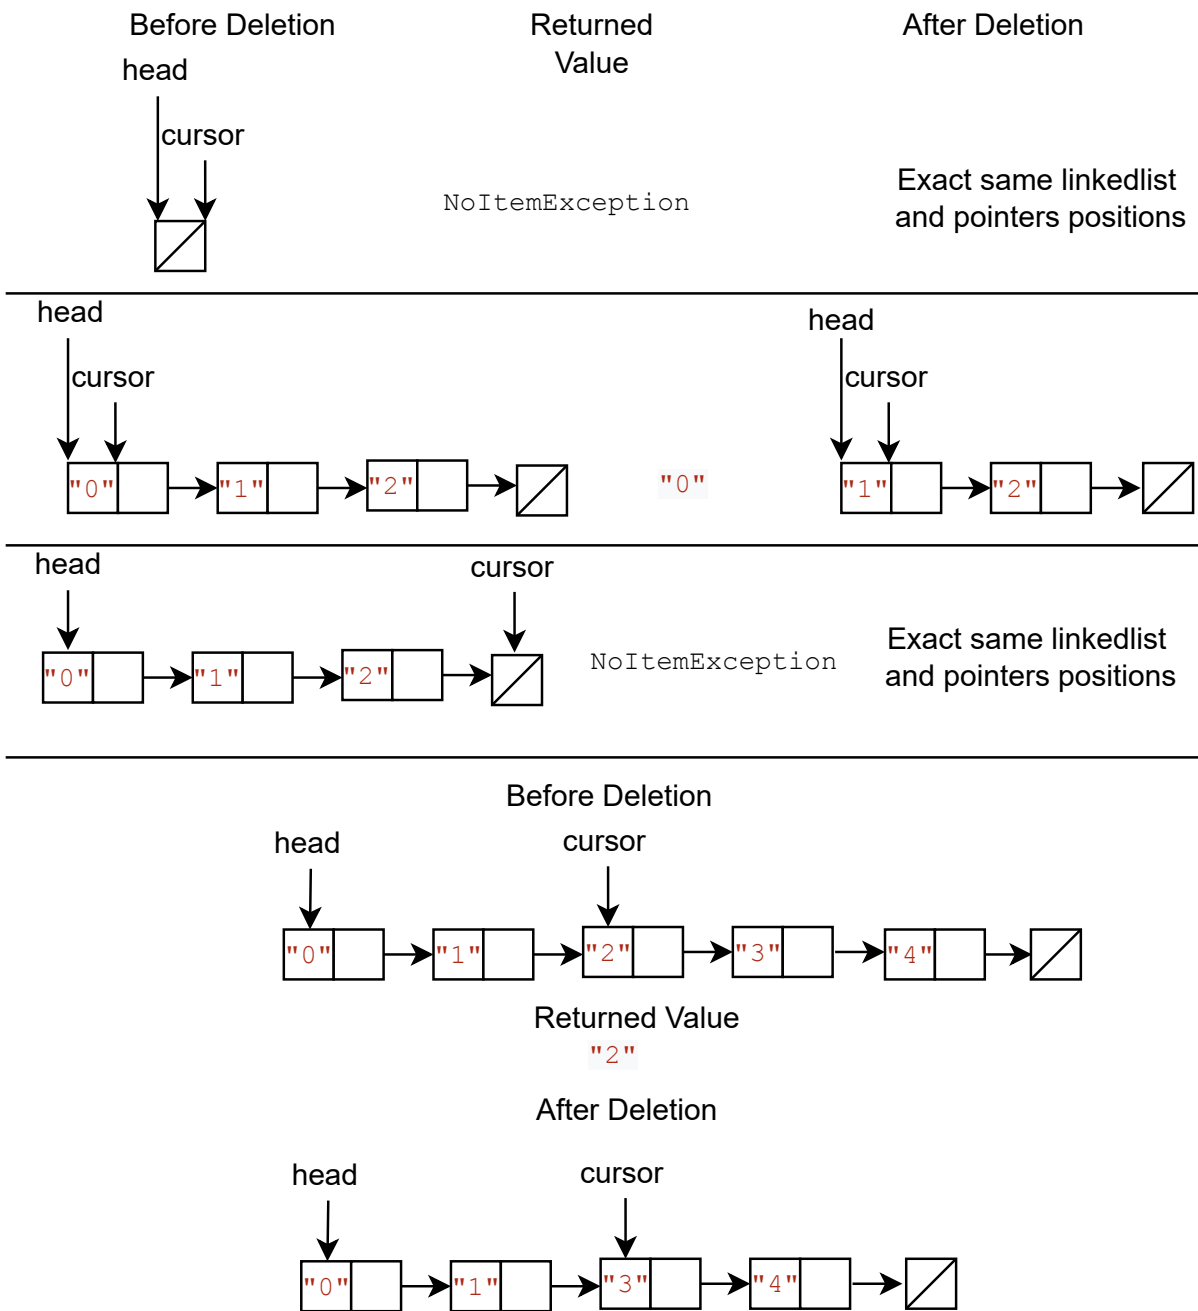 Before Deletion
Returned
Value
After Deletion
head
cursor
NoItemException
Exact same linkedlist
and pointers positions
head
cursor
"0" "1" "2"
"0"
head
cursor
"1" "2"
head
cursor
"0" "1" "2"
NoItemException
Exact same linkedlist
and pointers positions
Before Deletion
head
cursor
"0" "1" "2" "3" "4"
Returned Value
"2"
After Deletion
head
cursor
"0" "1" "3" "4"